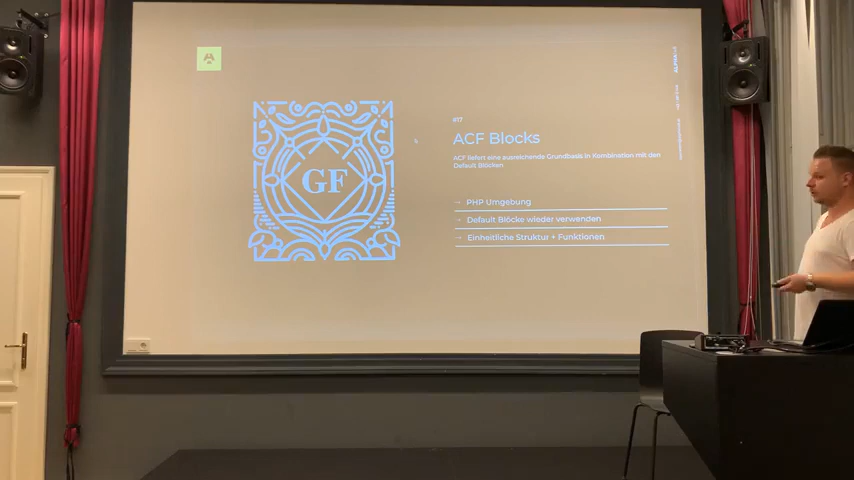 GF
017
ACF Blocks
ACF liefert eine ausreichende Grundbasis in Kombination mit den
Default Blöcken
→ PHP Umgebung
→ Default Blöcke wieder verwenden
→ Einheitliche Struktur + Funktionen